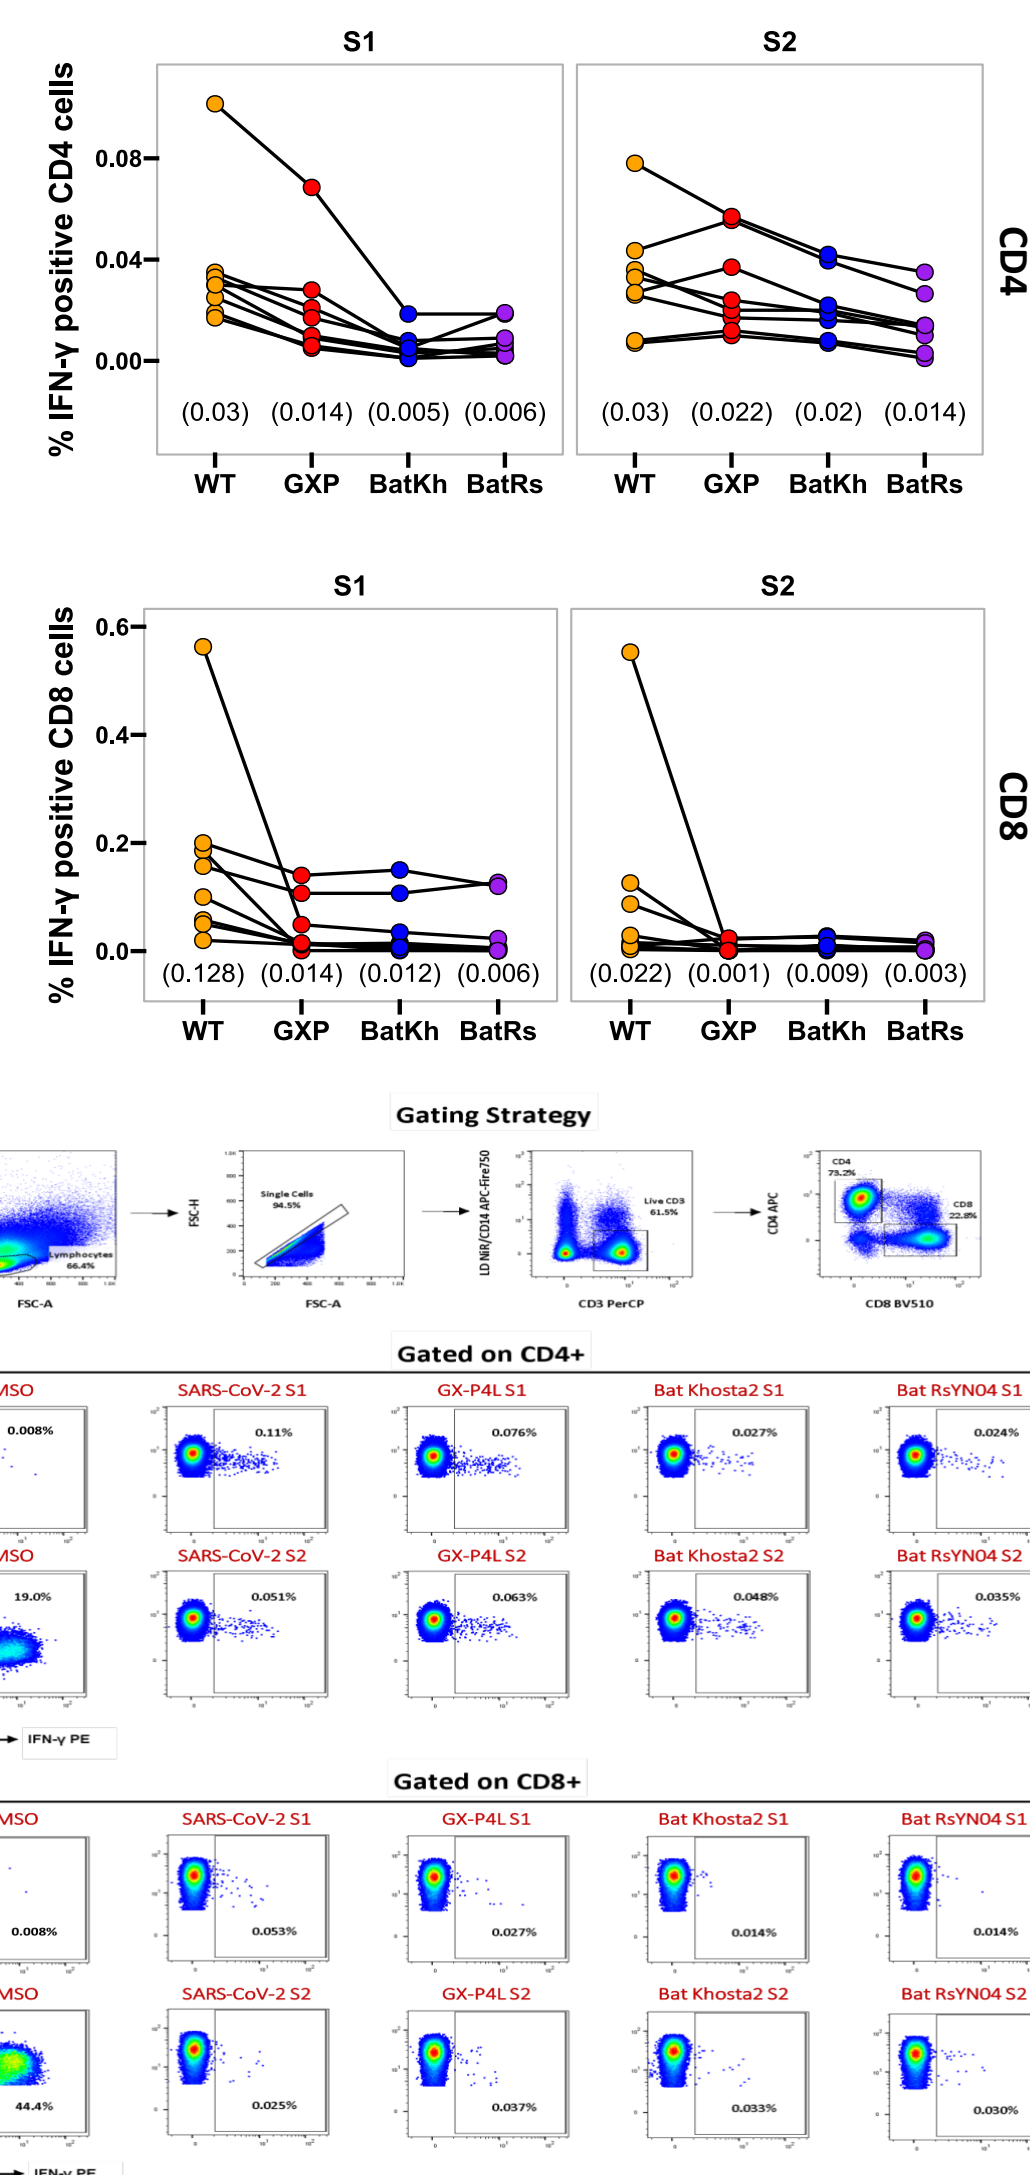 S1 S2
% IFN-γ positive CD4 cells
0.08
0.04
0.00
(0.03) (0.014) (0.005) (0.006) (0.03) (0.022) (0.02) (0.014)
WT GXP BatKh BatRs WT GXP BatKh BatRs
CD4
S1 S2
% IFN-γ positive CD8 cells
0.6
0.4
0.2
0.0
(0.128) (0.014) (0.012) (0.006) (0.022) (0.001) (0.009) (0.003)
WT GXP BatKh BatRs WT GXP BatKh BatRs
CD8
Gating Strategy
Lymphocytes
66.4%
FSC-A
FSC-H
Single Cells
94.5%
FSC-A
LD NiR/CD14 APC-Fire750
Live CD3
61.5%
CD3 PerCP
CD4 APC
CD4
73.2%
CD8
22.8%
CD8 BV510
Gated on CD4+
MSO SARS-CoV-2 S1 GX-P4L S1 Bat Khosta2 S1 Bat RsYN04 S1
0.008% 0.11% 0.076% 0.027% 0.024%
MSO SARS-CoV-2 S2 GX-P4L S2 Bat Khosta2 S2 Bat RsYN04 S2
19.0% 0.051% 0.063% 0.048% 0.035%
IFN-γ PE
Gated on CD8+
MSO SARS-CoV-2 S1 GX-P4L S1 Bat Khosta2 S1 Bat RsYN04 S1
0.008% 0.053% 0.027% 0.014% 0.014%
MSO SARS-CoV-2 S2 GX-P4L S2 Bat Khosta2 S2 Bat RsYN04 S2
44.4% 0.025% 0.037% 0.033% 0.030%
IFN-γ PE